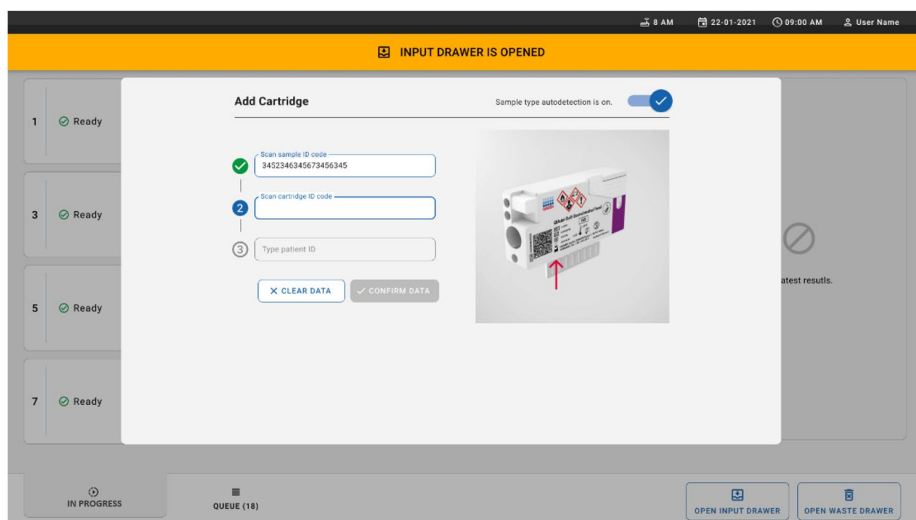 8 AM 22-01-2021 09:00 AM User Name
INPUT DRAWER IS OPENED
Add Cartridge
Sample type autodetection is on.
1 Ready
Scan sample ID code
3452346345673456345
Scan cartridge ID code
2
3 Ready
3 Type patient ID
CLEAR DATA
CONFIRM DATA
atest resutls.
5 Ready
7 Ready
IN PROGRESS
QUEUE (18)
OPEN INPUT DRAWER
OPEN WASTE DRAWER